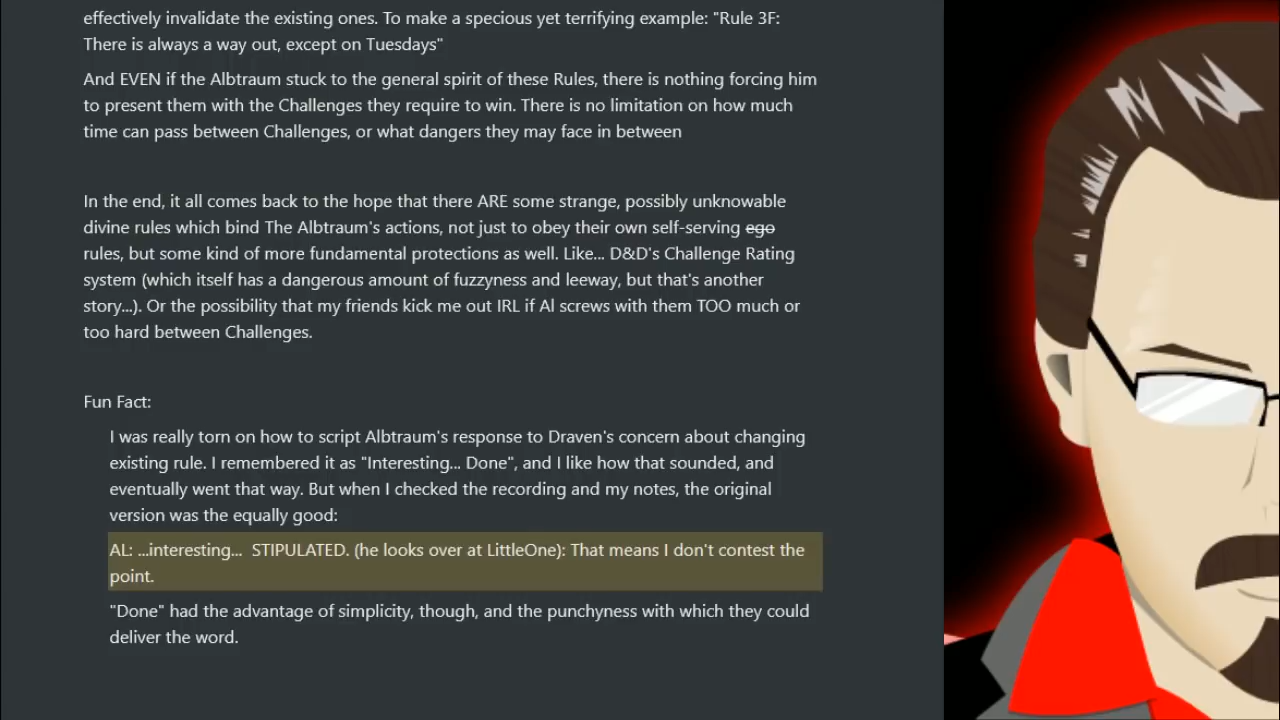 effectively invalidate the existing ones. To make a specious yet terrifying example: "Rule 3F:
There is always a way out, except on Tuesdays"
And EVEN if the Albtraum stuck to the general spirit of these Rules, there is nothing forcing him
to present them with the Challenges they require to win. There is no limitation on how much
time can pass between Challenges, or what dangers they may face in between
In the end, it all comes back to the hope that there ARE some strange, possibly unknowable
divine rules which bind The Albtraum's actions, not just to obey their own self-serving ego
rules, but some kind of more fundamental protections as well. Like... D&D's Challenge Rating
system (which itself has a dangerous amount of fuzzyness and leeway, but that's another
story...). Or the possibility that my friends kick me out IRL if Al screws with them TOO much or
too hard between Challenges.
Fun Fact:
I was really torn on how to script Albtraum's response to Draven's concern about changing
existing rule. I remembered it as "Interesting... Done", and I like how that sounded, and
eventually went that way. But when I checked the recording and my notes, the original
version was the equally good:
AL: ...interesting... STIPULATED. (he looks over at LittleOne): That means I don't contest the
point.
"Done" had the advantage of simplicity, though, and the punchyness with which they could
deliver the word.